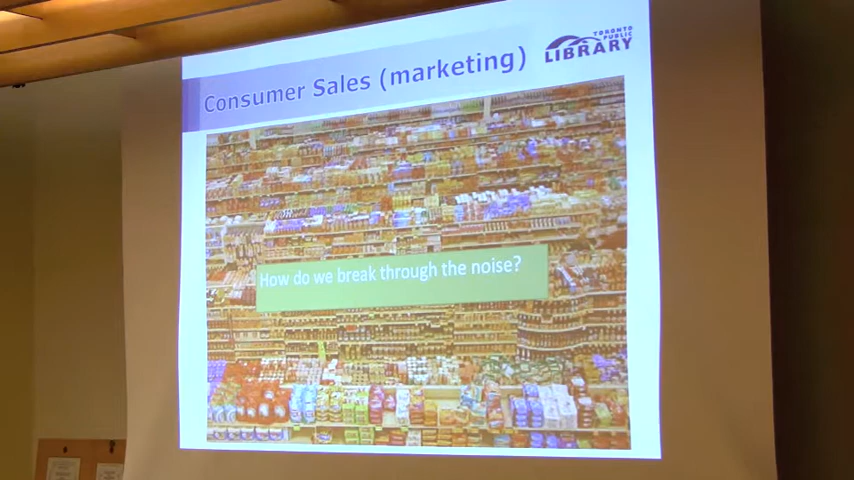 Consumer Sales (marketing)
TORONTO
PUBLIC
LIBRARY
How do we break through the noise?